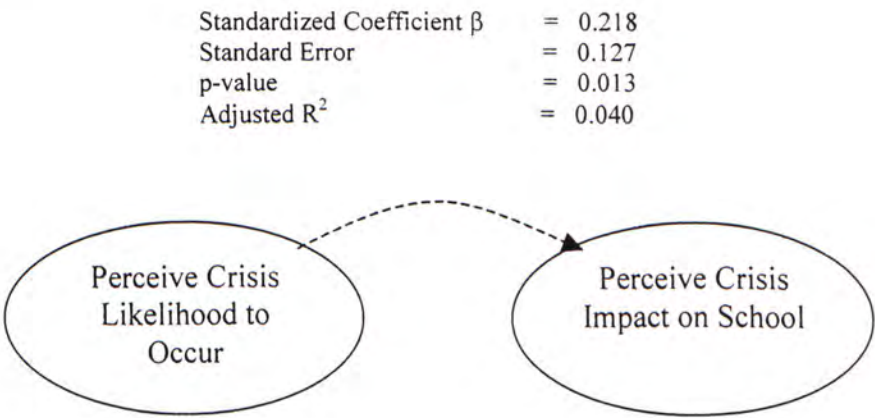 Standardized Coefficient β = 0.218
Standard Error = 0.127
p-value = 0.013
Adjusted R² = 0.040
Perceive Crisis
Likelihood to
Occur
Perceive Crisis
Impact on School